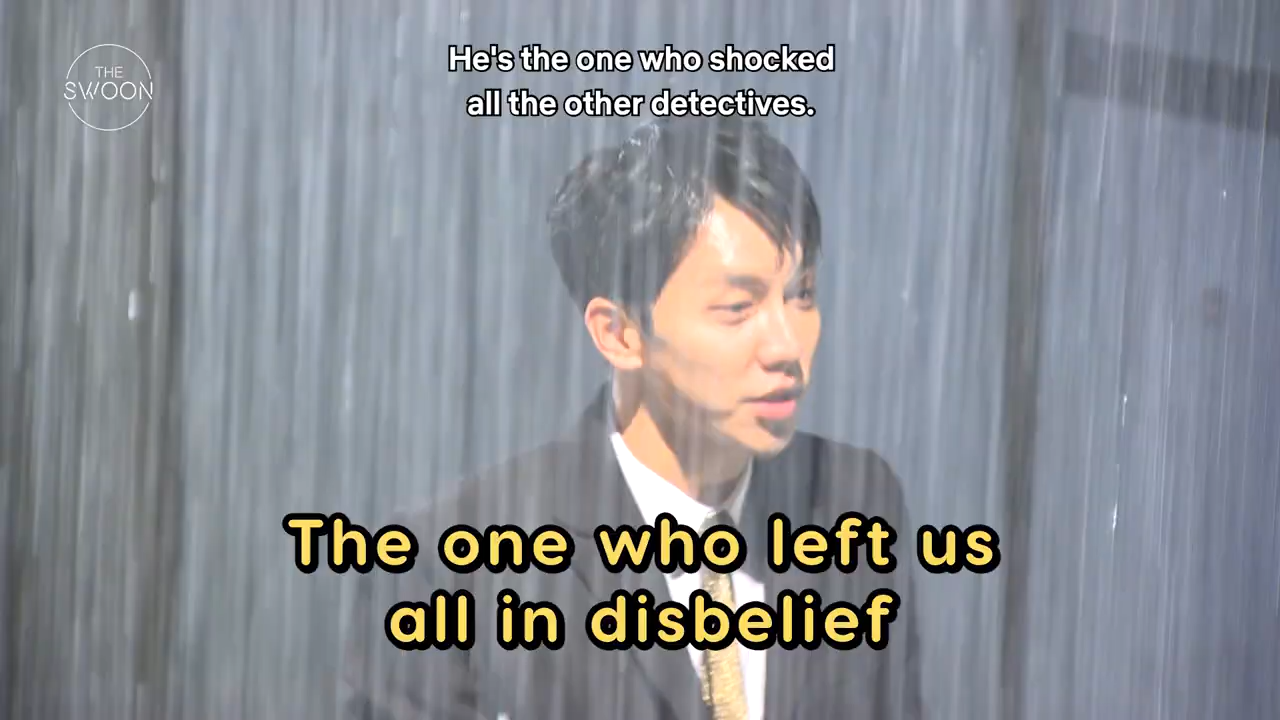 THE
SWOON
He's the one who shocked
all the other detectives.
The one who left us
all in disbelief